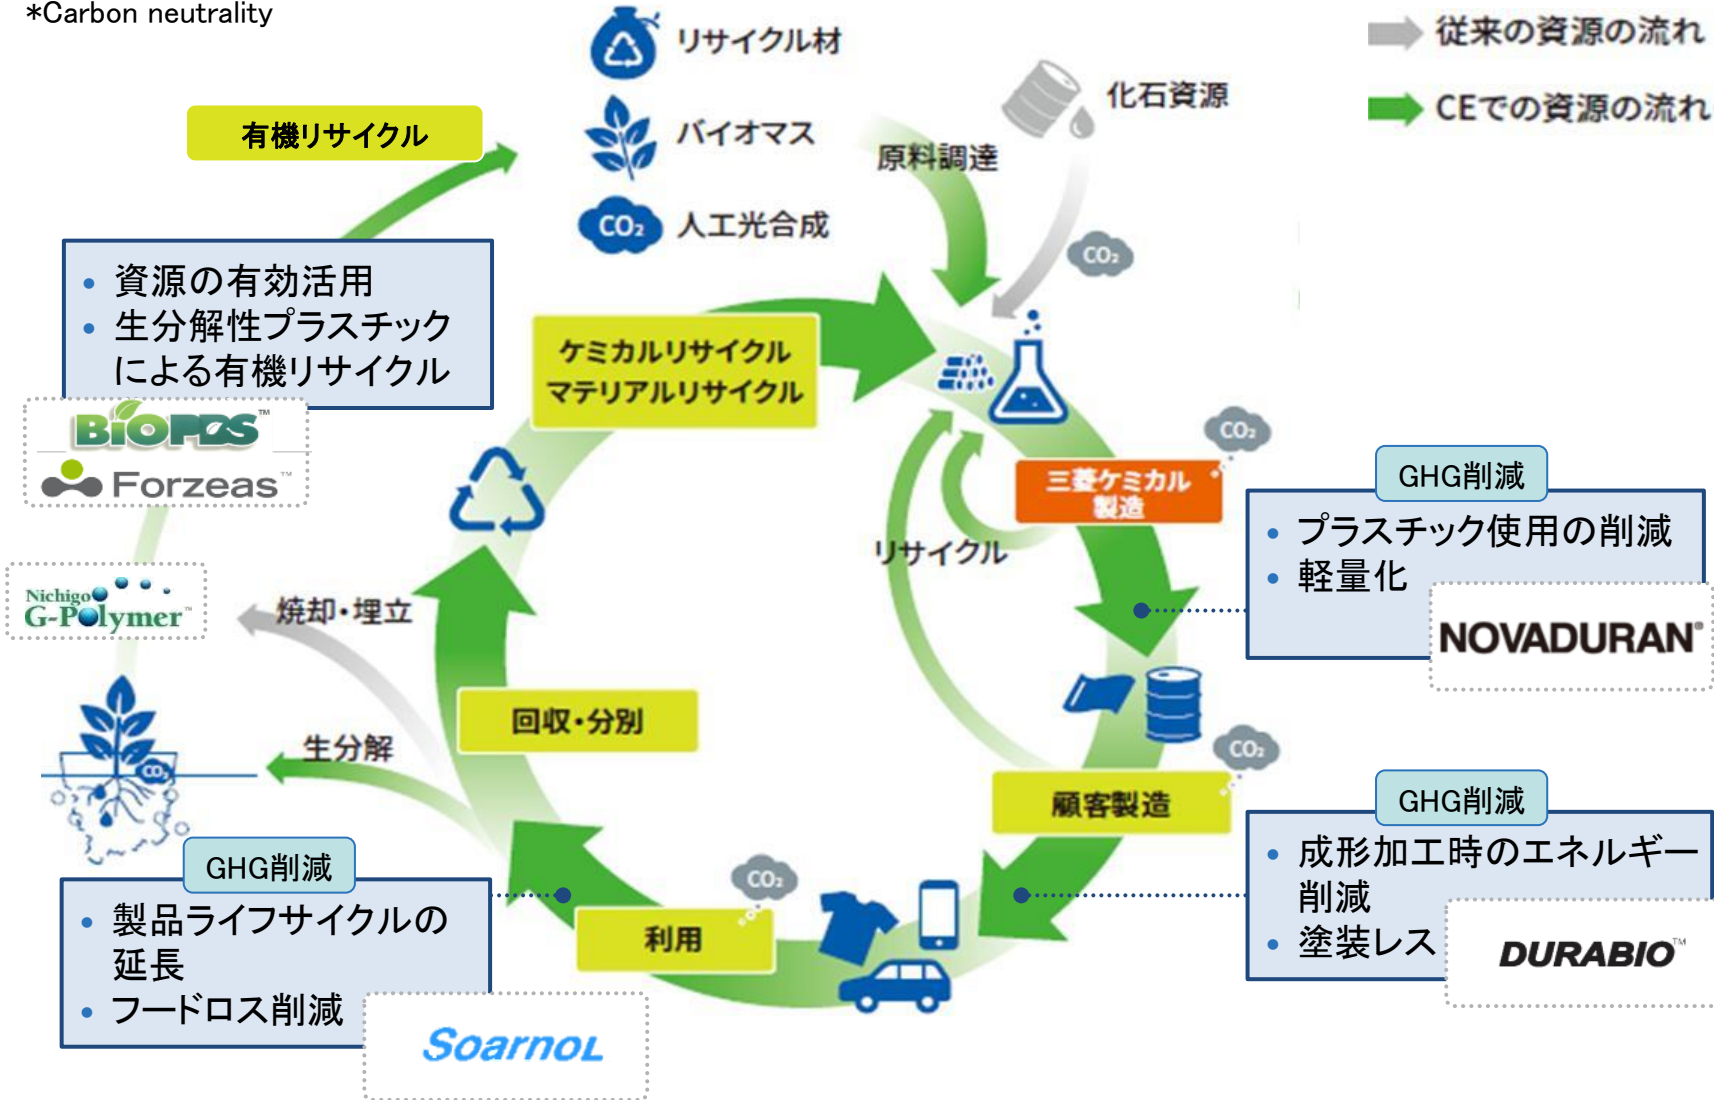 *Carbon neutrality
リサイクル材
バイオマス
CO₂
人工光合成
化石資源
原料調達
CO₂
従来の資源の流れ
CEでの資源の流れ
有機リサイクル
• 資源の有効活用
• 生分解性プラスチック
による有機リサイクル
BIOPBS™
Forzeas™
ケミカルリサイクル
マテリアルリサイクル
CO₂
三菱ケミカル
製造
リサイクル
GHG削減
• プラスチック使用の削減
• 軽量化
NOVADURAN®
Nichigo
G-Polymer™
焼却・埋立
生分解
CO₂
回収・分別
CO₂
顧客製造
GHG削減
• 成形加工時のエネルギー
削減
• 塗装レス
DURABIO™
CO₂
利用
GHG削減
• 製品ライフサイクルの
延長
• フードロス削減
SoarnoL